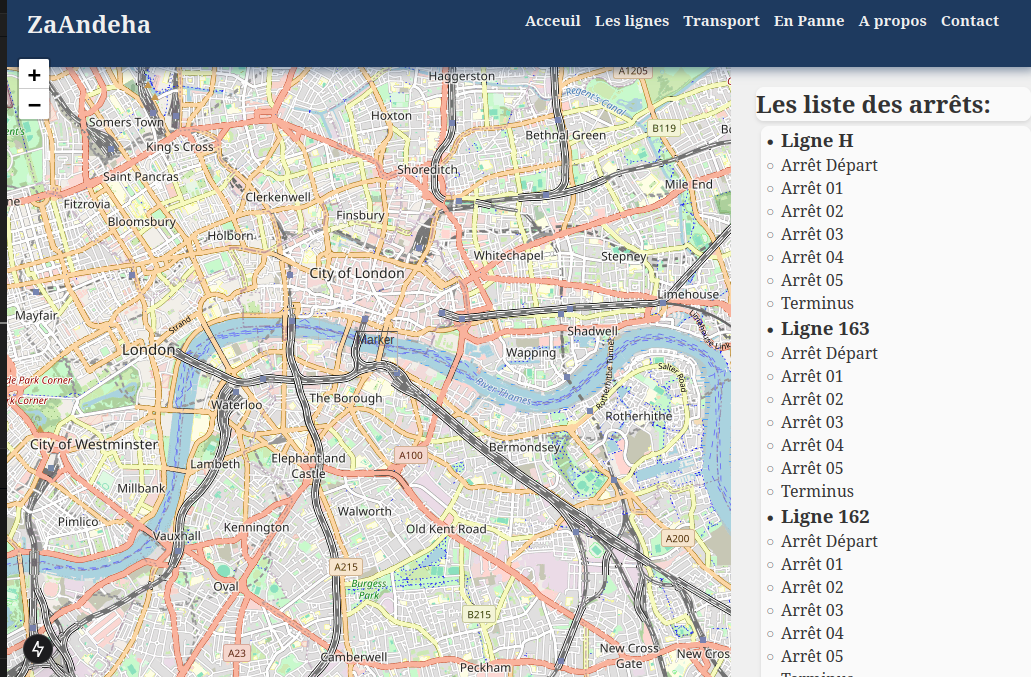 ZaAndeha
Acceuil Les lignes Transport En Panne A propos Contact
+
−
Haggerston
A1205
Regent's Canal
Hoxton
Somers Town
Bethnal Green
B119
King's Cross
Shoreditch
Saint Pancras
Mile End
Clerkenwell
Fitzrovia
Finsbury
Bloomsbury
Holborn
Whitechapel
Stepney
City of London
Limehouse
Mayfair
Strand
Shadwell
Marker
London
Wapping
River Thames
Rotherhithe Tunnel
Salter Road
de Park Corner
k Corner
Waterloo
The Borough
Rotherhithe
City of Westminster
Bermondsey
A100
Lambeth
Elephant and
Castle
Millbank
Walworth
Pimlico
Kennington
Old Kent Road
Vauxhall
A200
A215
Oval
Burgess
Park
B215
A23
Camberwell
New Cross
Gate
New Cros
Peckham
Les liste des arrêts:
Ligne H
Arrêt Départ
Arrêt 01
Arrêt 02
Arrêt 03
Arrêt 04
Arrêt 05
Terminus
Ligne 163
Arrêt Départ
Arrêt 01
Arrêt 02
Arrêt 03
Arrêt 04
Arrêt 05
Terminus
Ligne 162
Arrêt Départ
Arrêt 01
Arrêt 02
Arrêt 03
Arrêt 04
Arrêt 05
Terminus